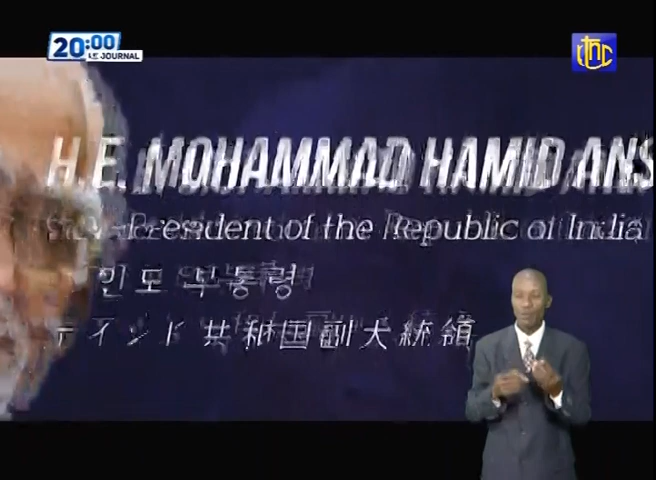 20:00
LE JOURNAL
H.E. MOHAMMAD HAMID ANS
President of the Republic of India
인도 부통령
インド 共和国副大統領